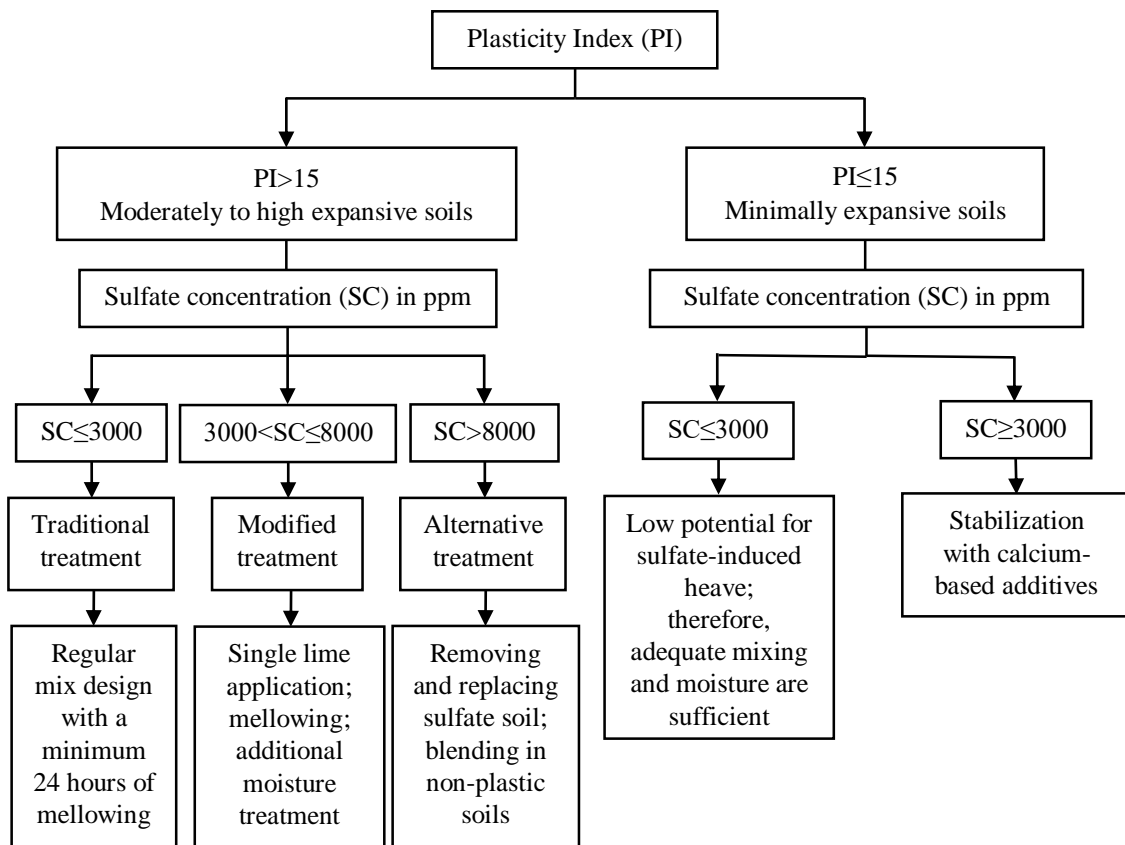 Plasticity Index (PI)
PI>15
Moderately to high expansive soils
PI≤15
Minimally expansive soils
Sulfate concentration (SC) in ppm
Sulfate concentration (SC) in ppm
SC≤3000
3000<SC≤8000
SC>8000
SC≤3000
SC≥3000
Traditional
treatment
Modified
treatment
Alternative
treatment
Low potential for
sulfate-induced
heave;
therefore,
adequate mixing
and moisture are
sufficient
Stabilization
with calcium-
based additives
Regular
mix design
with a
minimum
24 hours of
mellowing
Single lime
application;
mellowing;
additional
moisture
treatment
Removing
and replacing
sulfate soil;
blending in
non-plastic
soils